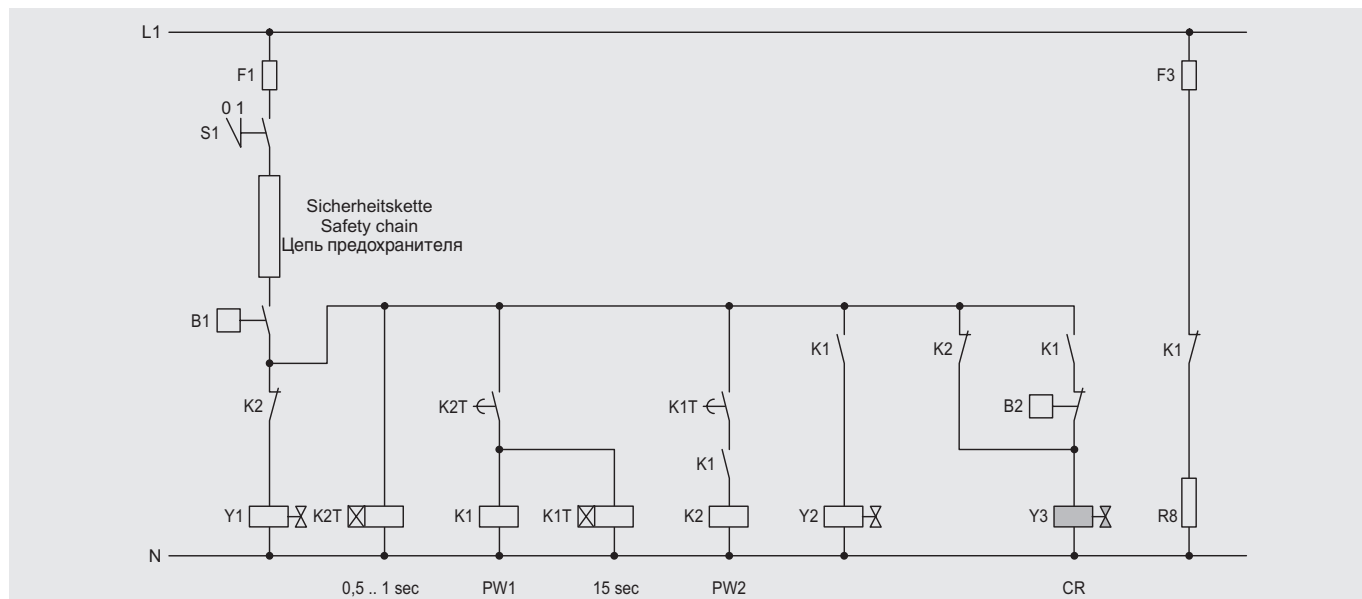 L1
F1
F3
0 1
S1
Sicherheitskette
Safety chain
Цепь предохранителя
B1
K1
K2
K1
K1
K2
K2T
K1T
B2
K1
Y1
K2T
K1
K1T
K2
Y2
Y3
R8
N
0,5 .. 1 sec
PW1
15 sec
PW2
CR